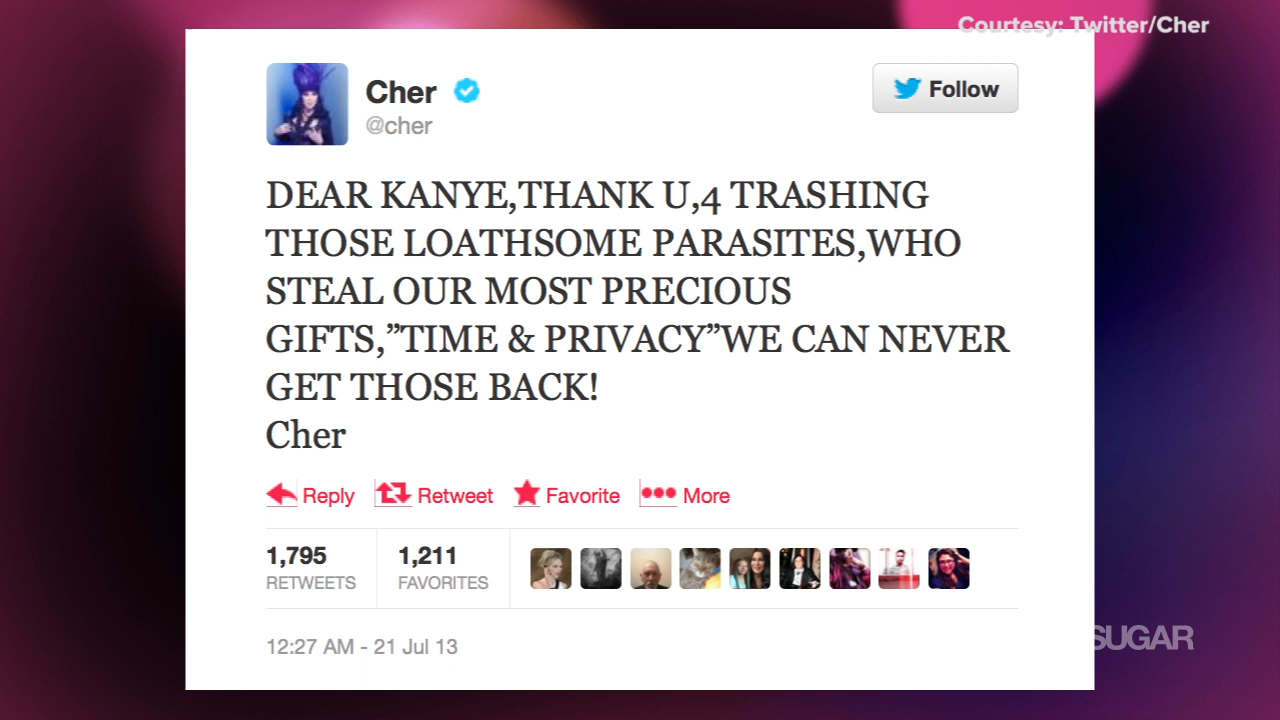 Courtesy: Twitter/Cher
Cher
@cher
Follow
DEAR KANYE,THANK U,4 TRASHING
THOSE LOATHSOME PARASITES,WHO
STEAL OUR MOST PRECIOUS
GIFTS,”TIME & PRIVACY”WE CAN NEVER
GET THOSE BACK!
Cher
Reply Retweet Favorite More
1,795 1,211
RETWEETS FAVORITES
12:27 AM - 21 Jul 13
SUGAR